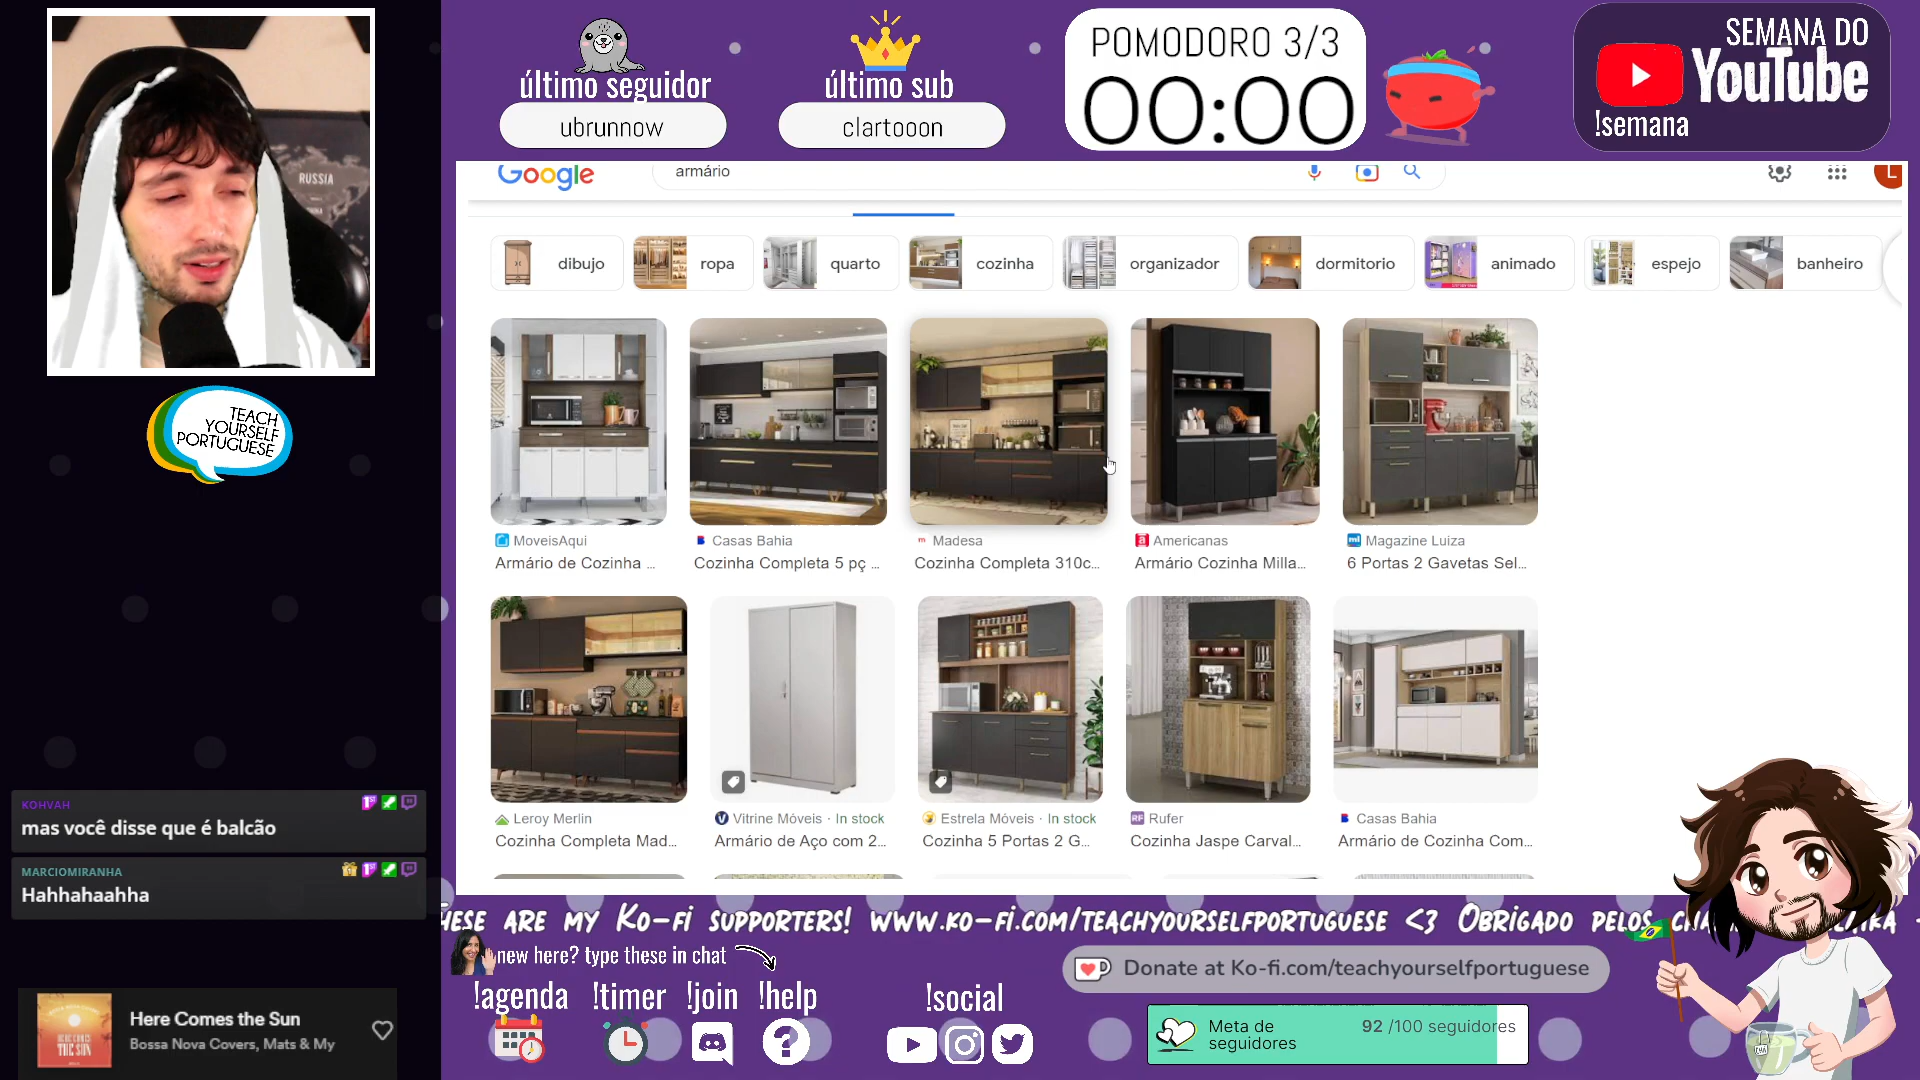 último seguidor
ubrunnow
último sub
clartooon
POMODORO 3/3
00:00
SEMANA DO
YouTube
!semana
RUSSIA
TEACH
YOURSELF
PORTUGUESE
Google
armário
L
dibujo
ropa
quarto
cozinha
organizador
dormitorio
animado
espejo
banheiro
MoveisAqui
Armário de Cozinha ...
Casas Bahia
Cozinha Completa 5 pç ...
Madesa
Cozinha Completa 310c...
Americanas
Armário Cozinha Milla...
Magazine Luiza
6 Portas 2 Gavetas Sel...
Leroy Merlin
Cozinha Completa Mad...
Vitrine Móveis · In stock
Armário de Aço com 2...
Estrela Móveis · In stock
Cozinha 5 Portas 2 G...
Rufer
Cozinha Jaspe Carval...
Casas Bahia
Armário de Cozinha Com...
KOHVAH
mas você disse que é balcão
MARCIOMIRANHA
Hahhahaahha
Here Comes the Sun
Bossa Nova Covers, Mats & My
HESE ARE MY KO-FI SUPPORTERS! WWW.KO-FI.COM/TEACHYOURSELFPORTUGUESE <3 OBRIGADO PELOS
new here? type these in chat
!agenda
!timer
!join
!help
!social
Donate at Ko-fi.com/teachyourselfportuguese
Meta de
seguidores
92 /100 seguidores